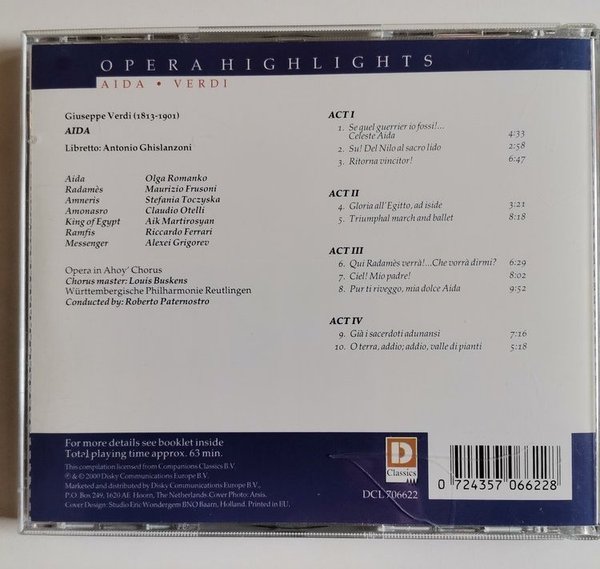 OPERA HIGHLIGHTS
AIDA • VERDI
Giuseppe Verdi (1813-1901)
AIDA
Libretto: Antonio Ghislanzoni
Aida Olga Romanko
Radamès Maurizio Frusoni
Amneris Stefania Toczyska
Amonasro Claudio Otelli
King of Egypt Aik Martirosyan
Ramfis Riccardo Ferrari
Messenger Alexei Grigorev
Opera in Ahoy' Chorus
Chorus master: Louis Buskens
Württembergische Philharmonie Reutlingen
Conducted by: Roberto Paternostro
ACT I
1. Se quel guerrier io fossi!...
Celeste Aida 4:33
2. Su! Del Nilo al sacro lido 2:58
3. Ritorna vincitor! 6:47
ACT II
4. Gloria all'Egitto, ad iside 3:21
5. Triumphal march and ballet 8:18
ACT III
6. Qui Radamès verrà!...Che vorrà dirmi? 6:29
7. Ciel! Mio padre! 8:02
8. Pur ti riveggo, mia dolce Aida 9:52
ACT IV
9. Già i sacerdoti adunansi 7:16
10. O terra, addio; addio, valle di pianti 5:18
For more details see booklet inside
Total playing time approx. 63 min.
This compilation licensed from Companions Classics B.V.
℗ & © 2000 Disky Communications Europe B.V.
Marketed and distributed by Disky Communications Europe B.V.,
P.O. Box 249, 1620 AE Hoorn, The Netherlands. Cover Photo: Arsis.
Cover Design: Studio Eric Wondergem BNO Baarn, Holland. Printed in EU.
D
Classics
DCL 706622
0 724357 066228